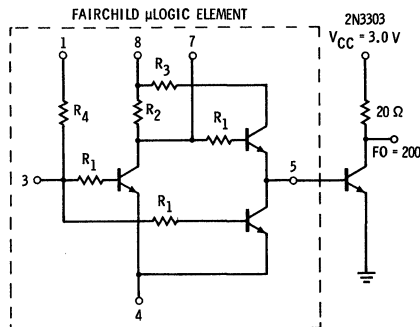 FAIRCHILD μLOGIC ELEMENT
2N3303
V_CC = 3.0 V
1
8
7
R3
R4
R2
R1
20 Ω
FO = 200
3
R1
5
R1
4